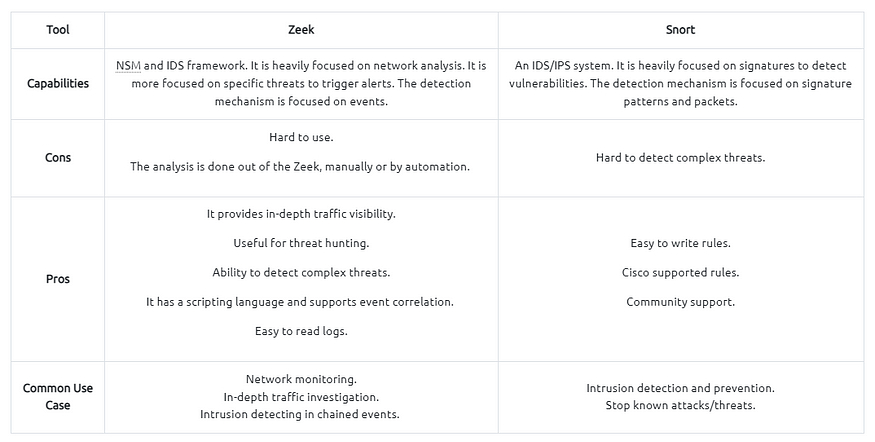 Tool
Zeek
Snort
Capabilities
NSM and IDS framework. It is heavily focused on network analysis. It is
more focused on specific threats to trigger alerts. The detection
mechanism is focused on events.
An IDS/IPS system. It is heavily focused on signatures to detect
vulnerabilities. The detection mechanism is focused on signature
patterns and packets.
Cons
Hard to use.
The analysis is done out of the Zeek, manually or by automation.
Hard to detect complex threats.
Pros
It provides in-depth traffic visibility.
Useful for threat hunting.
Ability to detect complex threats.
It has a scripting language and supports event correlation.
Easy to read logs.
Easy to write rules.
Cisco supported rules.
Community support.
Common Use
Case
Network monitoring.
In-depth traffic investigation.
Intrusion detecting in chained events.
Intrusion detection and prevention.
Stop known attacks/threats.